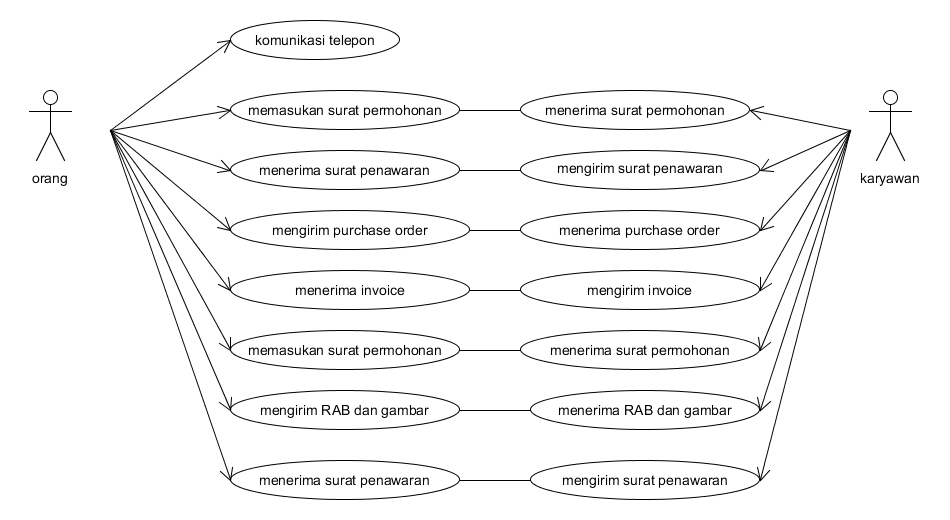 komunikasi telepon
memasukan surat permohonan
menerima surat permohonan
menerima surat penawaran
mengirim surat penawaran
orang
karyawan
mengirim purchase order
menerima purchase order
menerima invoice
mengirim invoice
memasukan surat permohonan
menerima surat permohonan
mengirim RAB dan gambar
menerima RAB dan gambar
menerima surat penawaran
mengirim surat penawaran